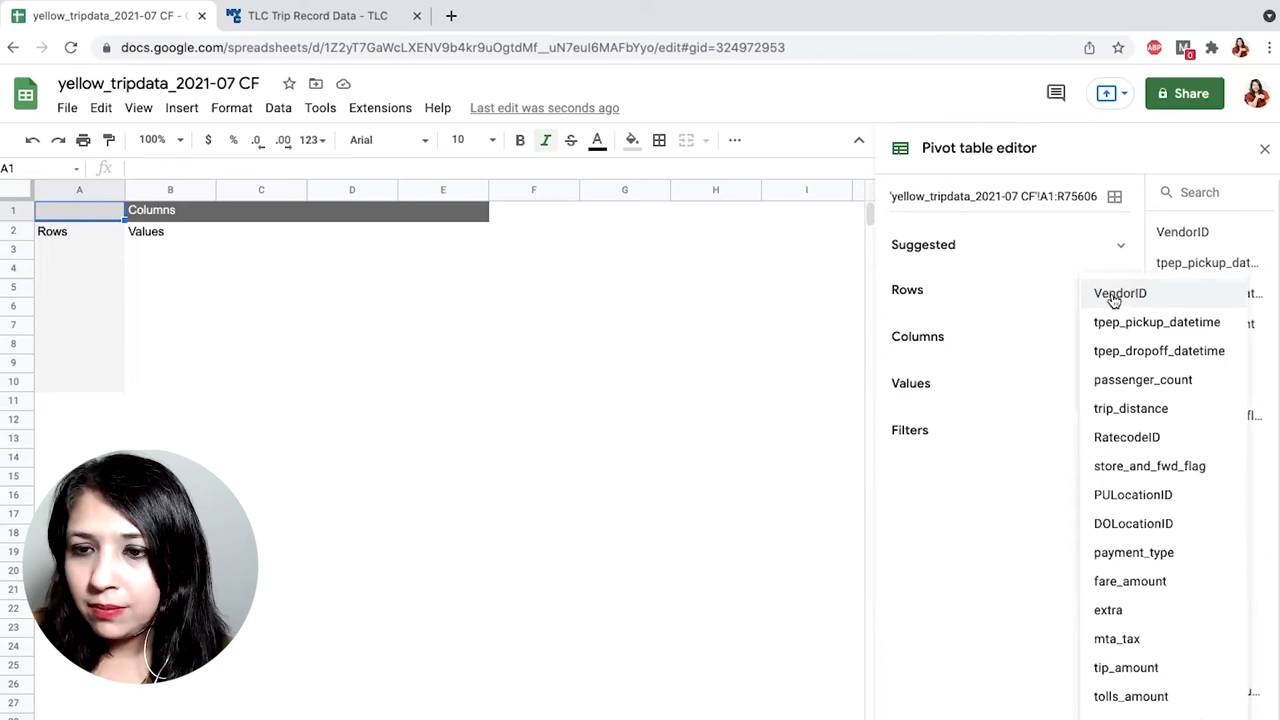 yellow_tripdata_2021-07 CF -
TLC Trip Record Data - TLC
docs.google.com/spreadsheets/d/1Z2yT7GaWcLXENV9b4kr9uOgtdMf__uN7euI6MAFbYyo/edit#gid=324972953
ABP
0
yellow_tripdata_2021-07 CF
File Edit View Insert Format Data Tools Extensions Help Last edit was seconds ago
Share
100% $ % .0 .00 123 Arial 10 B I S A
A1 fx
Pivot table editor
'yellow_tripdata_2021-07 CF'!A1:R75606
Search
A B C D E F G H I
1 Columns
2 Rows Values
3
4
5
6
7
8
9
10
11
12
13
14
15
16
17
18
19
20
21
22
23
24
25
26
27
Suggested
Rows
Columns
Values
Filters
VendorID
tpep_pickup_dat...
VendorID
tpep_pickup_datetime
tpep_dropoff_datetime
passenger_count
trip_distance
RatecodeID
store_and_fwd_flag
PULocationID
DOLocationID
payment_type
fare_amount
extra
mta_tax
tip_amount
tolls_amount